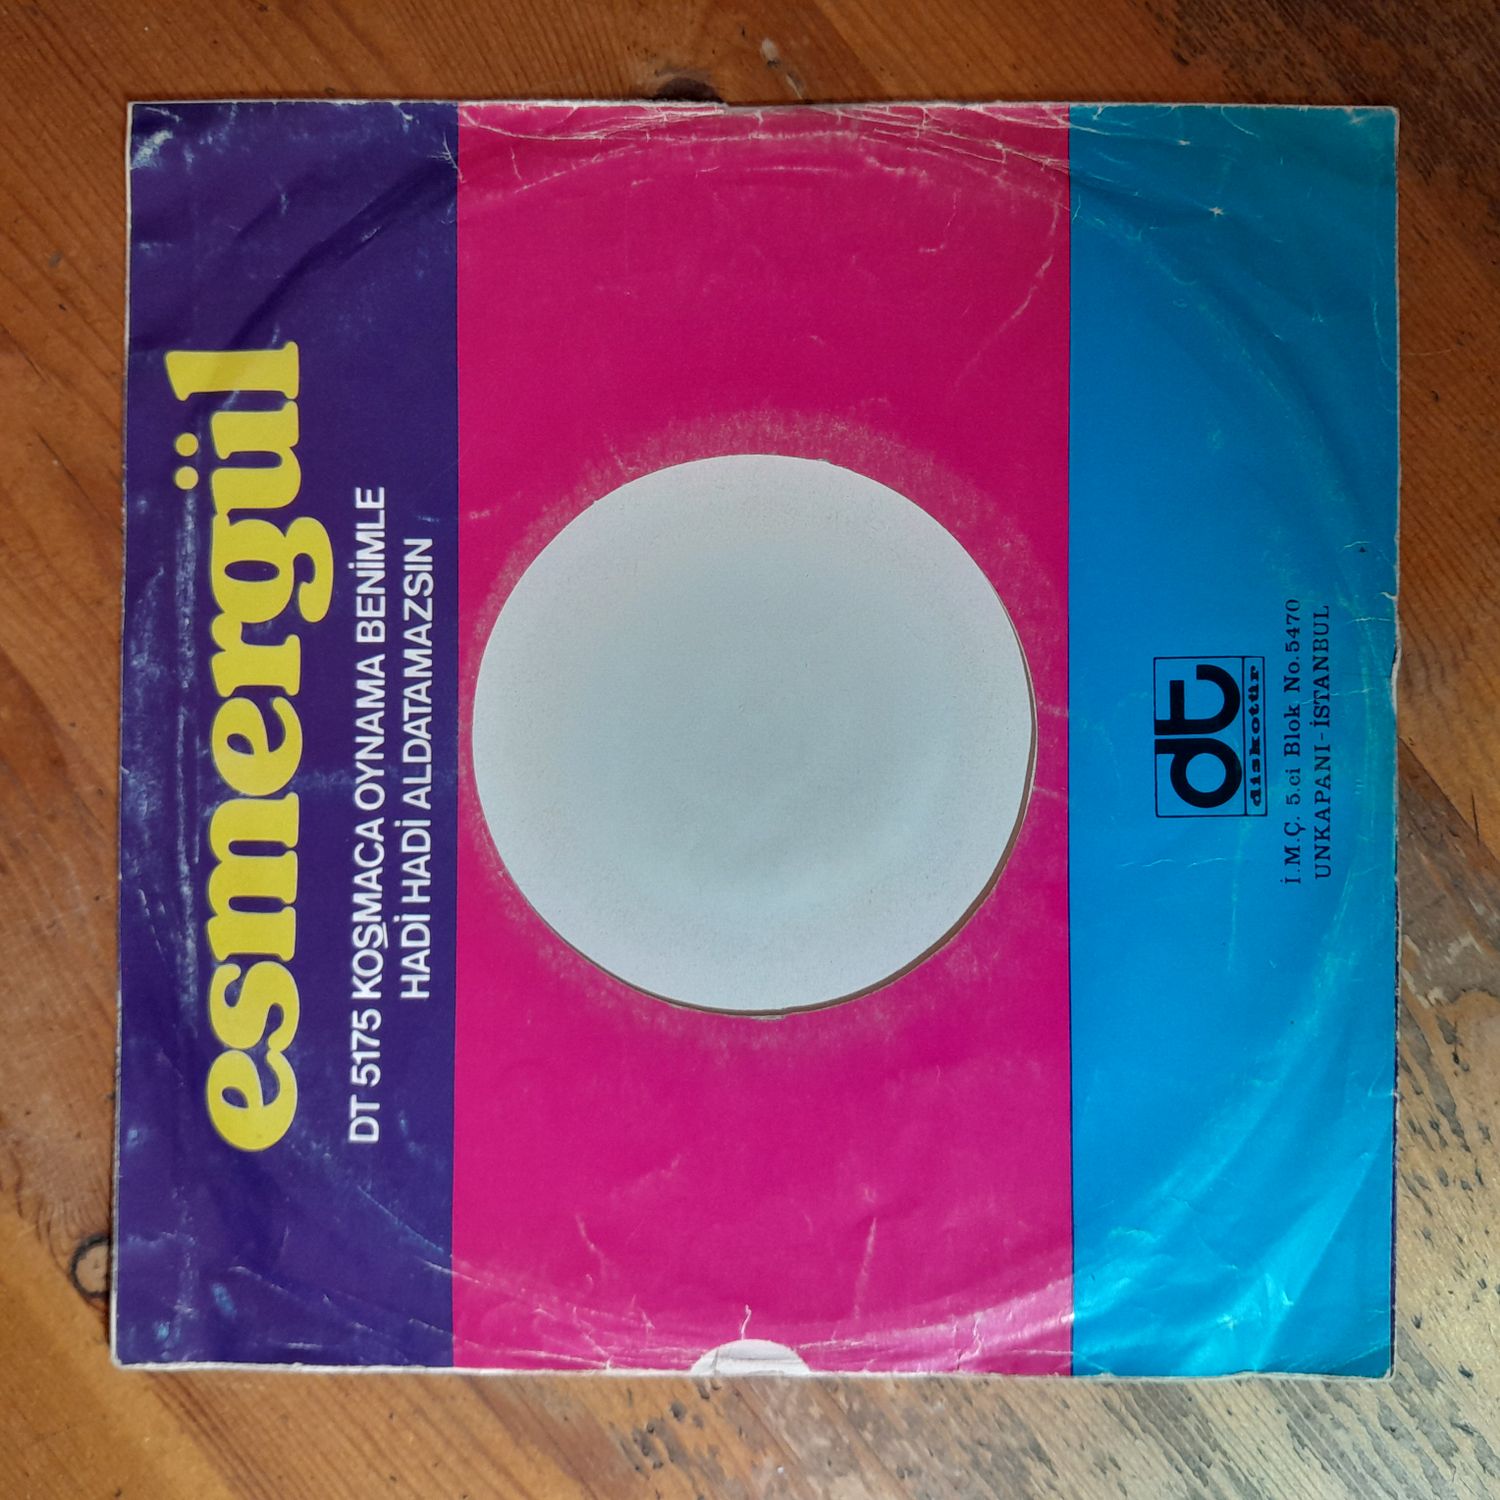 esmergül
DT 5175 KOŞMACA OYNAMA BENİMLE
HADİ HADİ ALDATAMAZSIN
dt
diskotür
İ.M.Ç. 5.ci Blok No.5470
UNKAPANI-İSTANBUL